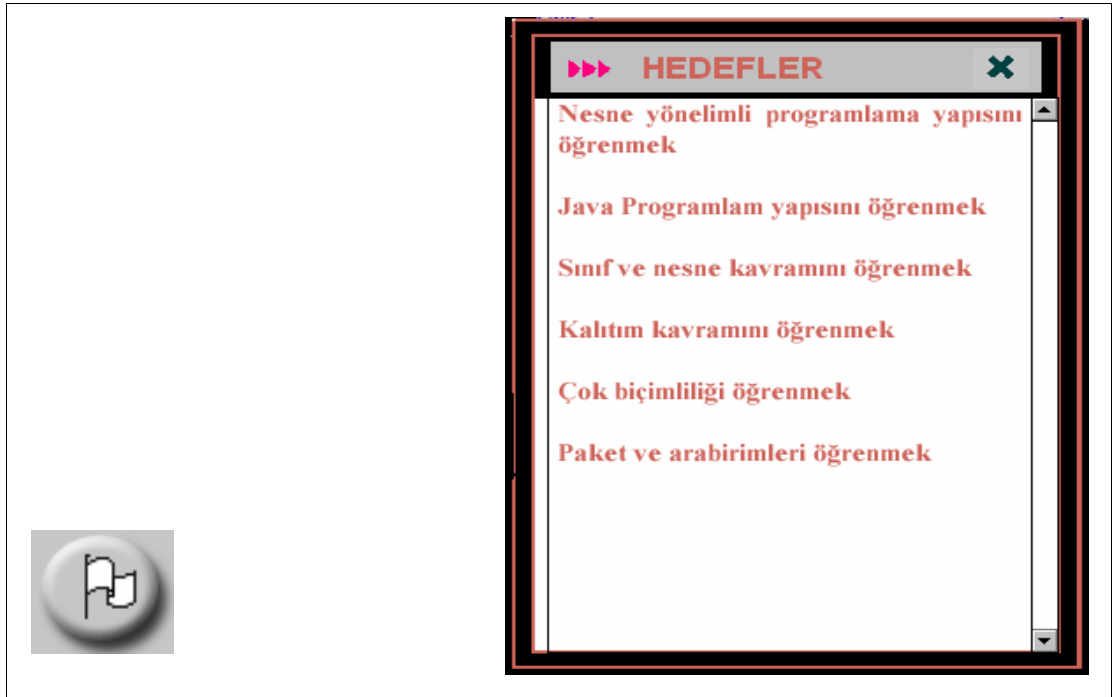 HEDEFLER
Nesne yönelimli programlama yapısını
öğrenmek
Java Programlam yapısını öğrenmek
Sınıf ve nesne kavramını öğrenmek
Kalıtım kavramını öğrenmek
Çok biçimliliği öğrenmek
Paket ve arabirimleri öğrenmek